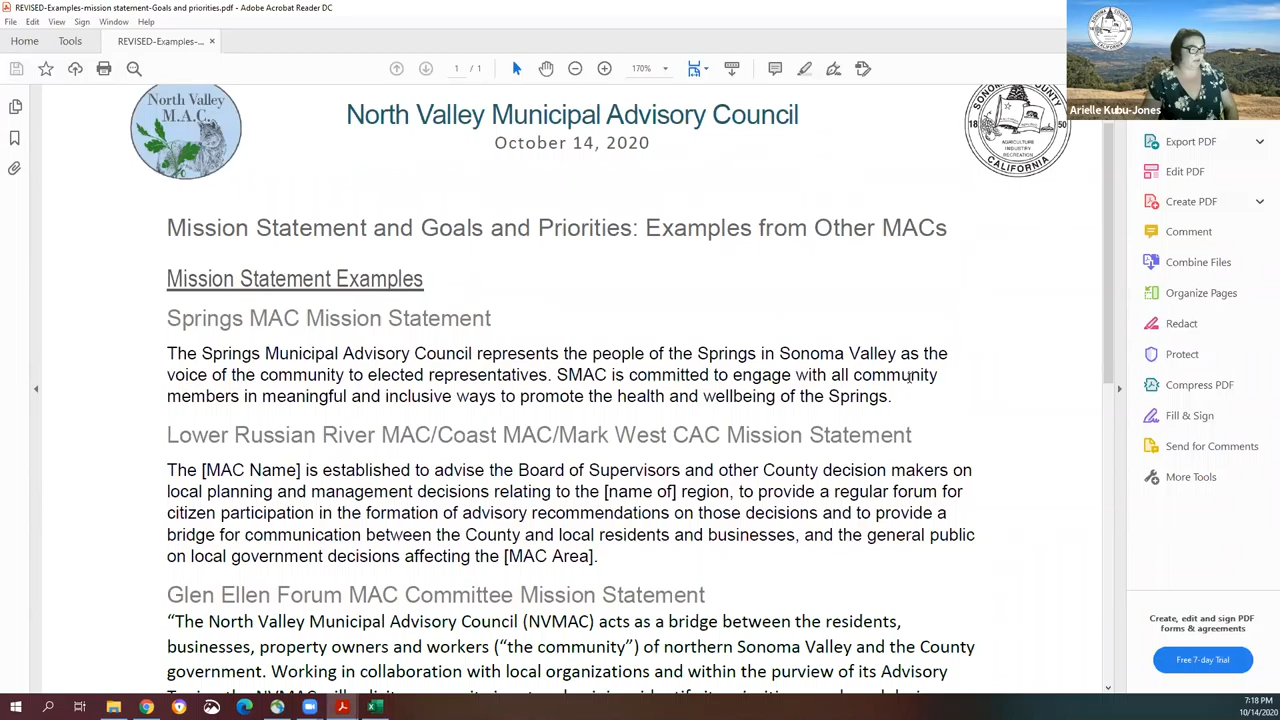 REVISED-Examples-mission statement-Goals and priorities.pdf - Adobe Acrobat Reader DC
File Edit View Sign Window Help
Home Tools REVISED-Examples-... ×
1 / 1 170%
Arielle Kubu-Jones
North Valley M.A.C.
North Valley Municipal Advisory Council
October 14, 2020
SONOMA COUNTY
18 50
AGRICULTURE
INDUSTRY
RECREATION
CALIFORNIA
Mission Statement and Goals and Priorities: Examples from Other MACs
Mission Statement Examples
Springs MAC Mission Statement
The Springs Municipal Advisory Council represents the people of the Springs in Sonoma Valley as the
voice of the community to elected representatives. SMAC is committed to engage with all community
members in meaningful and inclusive ways to promote the health and wellbeing of the Springs.
Lower Russian River MAC/Coast MAC/Mark West CAC Mission Statement
The [MAC Name] is established to advise the Board of Supervisors and other County decision makers on
local planning and management decisions relating to the [name of] region, to provide a regular forum for
citizen participation in the formation of advisory recommendations on those decisions and to provide a
bridge for communication between the County and local residents and businesses, and the general public
on local government decisions affecting the [MAC Area].
Glen Ellen Forum MAC Committee Mission Statement
“The North Valley Municipal Advisory Council (NVMAC) acts as a bridge between the residents,
businesses, property owners and workers (“the community”) of northern Sonoma Valley and the County
government. Working in collaboration with local organizations and within the purview of its Advisory
Export PDF
Edit PDF
Create PDF
Comment
Combine Files
Organize Pages
Redact
Protect
Compress PDF
Fill & Sign
Send for Comments
More Tools
Create, edit and sign PDF
forms & agreements
Free 7-day Trial
7:18 PM
10/14/2020